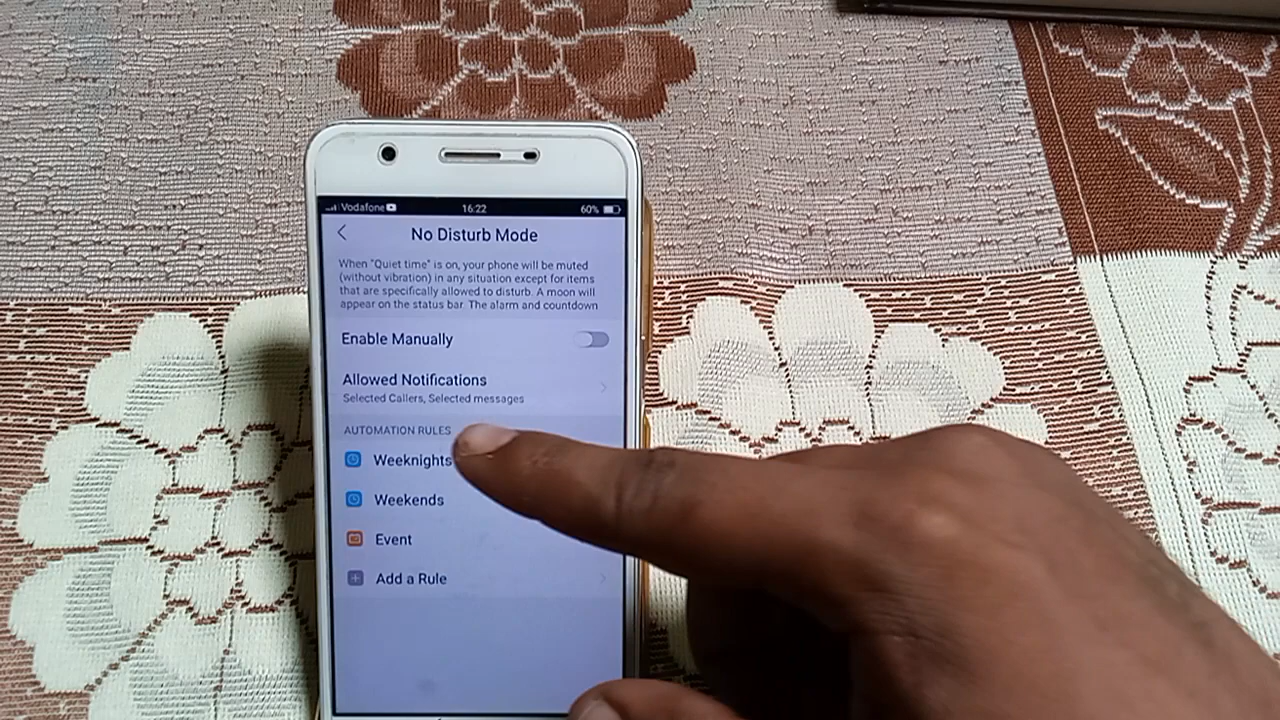 Vodafone 16:22 60%
No Disturb Mode
When "Quiet time" is on, your phone will be muted
(without vibration) in any situation except for items
that are specifically allowed to disturb. A moon will
appear on the status bar. The alarm and countdown
Enable Manually
Allowed Notifications
Selected Callers, Selected messages
AUTOMATION RULES
Weeknights
Weekends
Event
Add a Rule